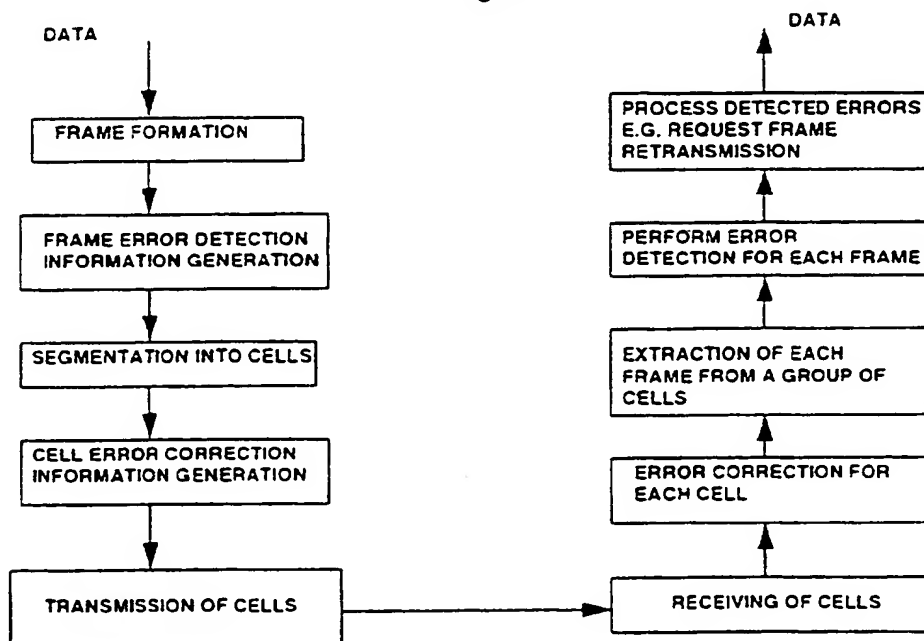 DATA
FRAME FORMATION
FRAME ERROR DETECTION
INFORMATION GENERATION
SEGMENTATION INTO CELLS
CELL ERROR CORRECTION
INFORMATION GENERATION
TRANSMISSION OF CELLS
DATA
PROCESS DETECTED ERRORS
E.G. REQUEST FRAME
RETRANSMISSION
PERFORM ERROR
DETECTION FOR EACH FRAME
EXTRACTION OF EACH
FRAME FROM A GROUP OF
CELLS
ERROR CORRECTION FOR
EACH CELL
RECEIVING OF CELLS